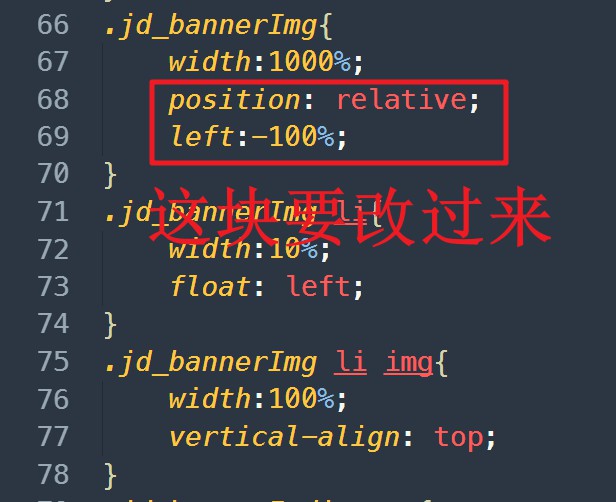 66 .jd_bannerImg{
67 width:1000%;
68 position: relative;
69 left:-100%;
70 }
71 .jd_bannerImg li{
这块要改过来
72 width:10%;
73 float: left;
74 }
75 .jd_bannerImg li img{
76 width:100%;
77 vertical-align: top;
78 }